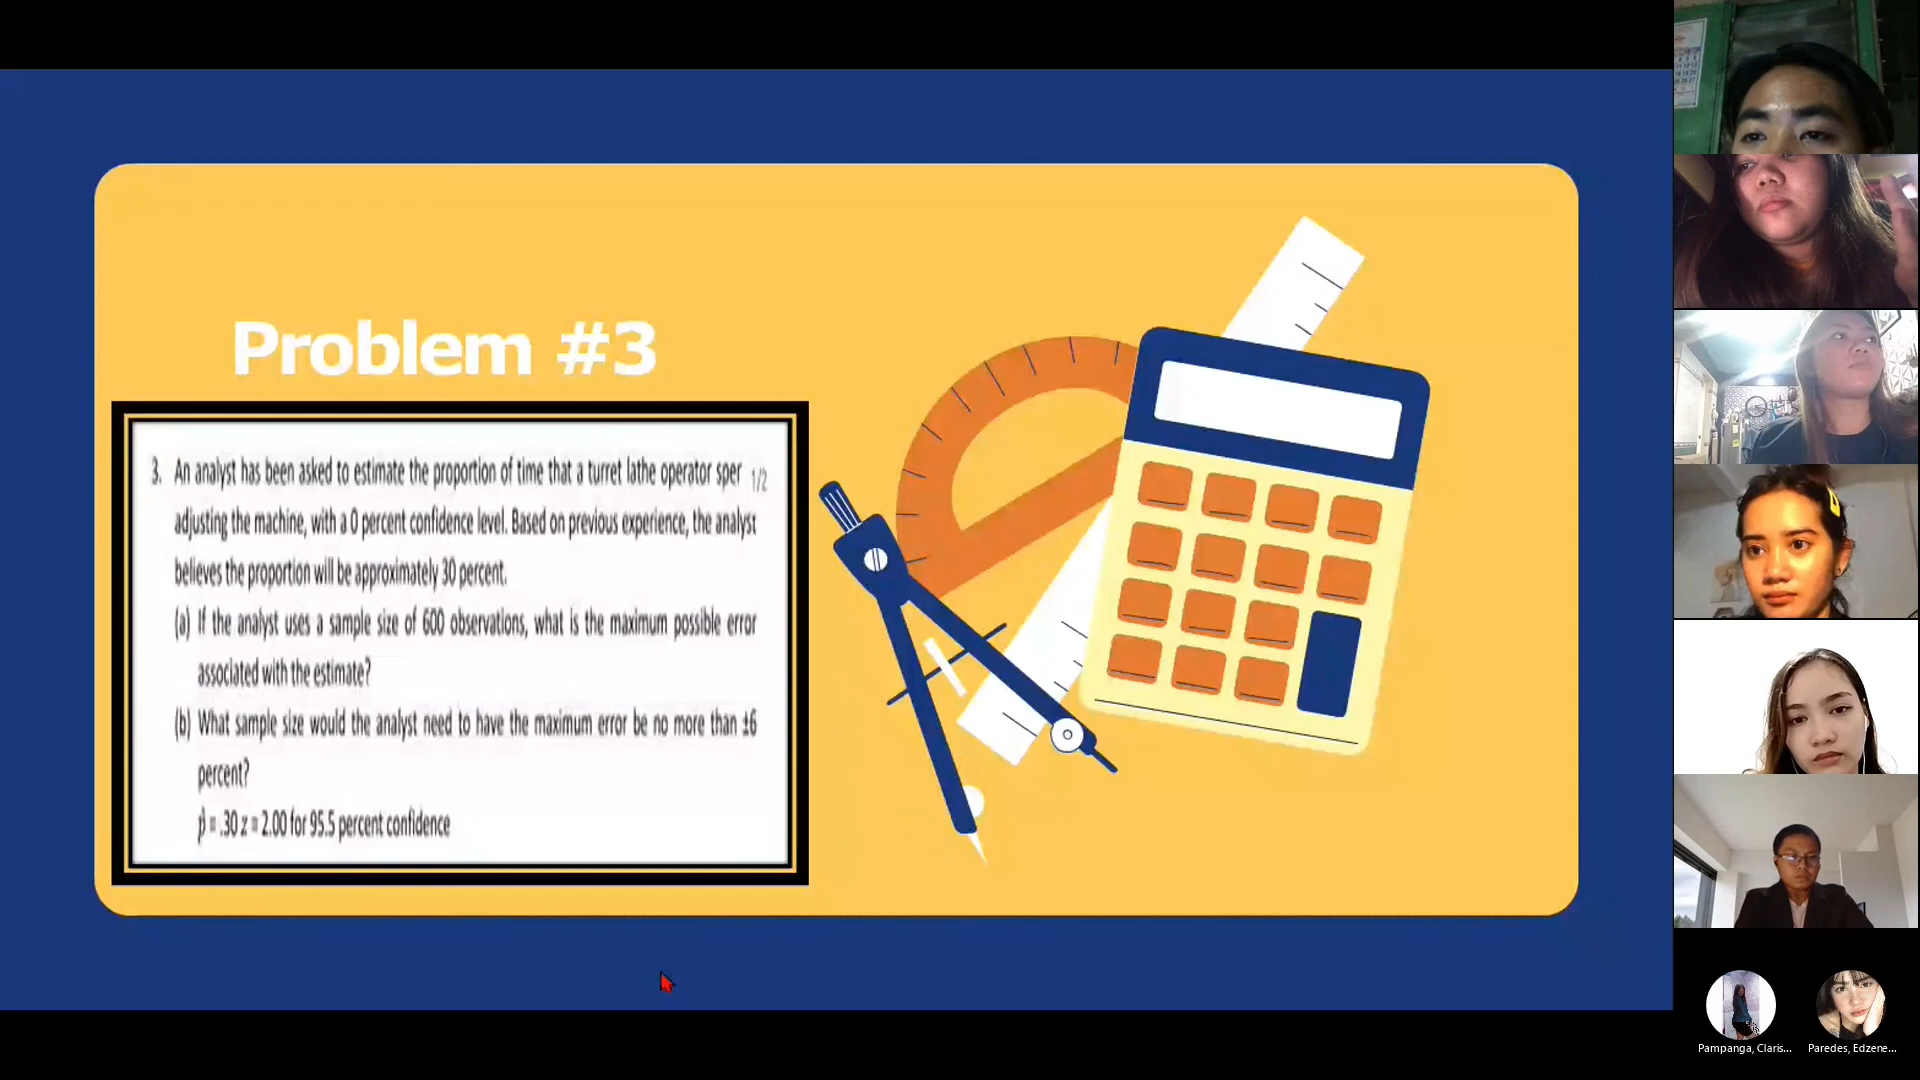 Problem #3
3. An analyst has been asked to estimate the proportion of time that a turret lathe operator sper 1/2
adjusting the machine, with a 0 percent confidence level. Based on previous experience, the analyst
believes the proportion will be approximately 30 percent.
(a) If the analyst uses a sample size of 600 observations, what is the maximum possible error
associated with the estimate?
(b) What sample size would the analyst need to have the maximum error be no more than ±6
percent?
p̂ = .30 z = 2.00 for 95.5 percent confidence
Pampanga, Claris...
Paredes, Edzene...